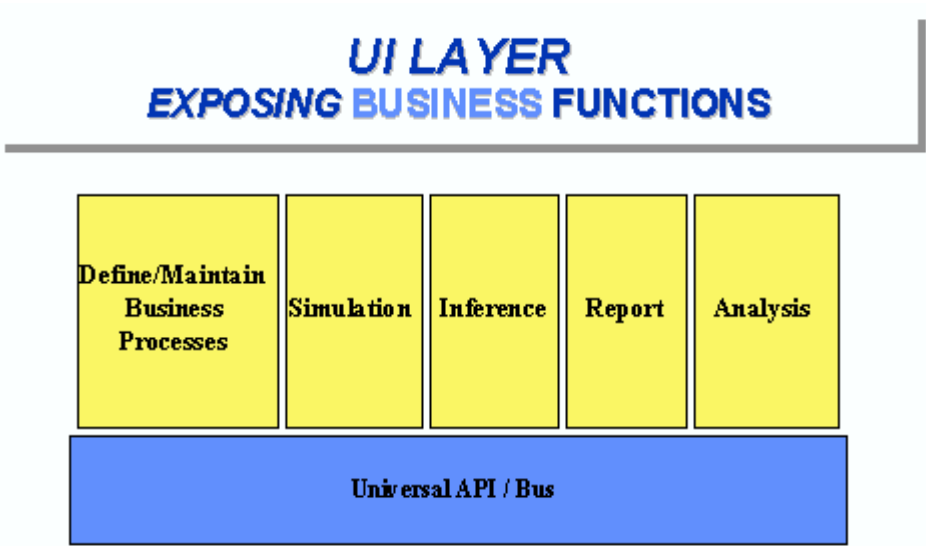 UI LAYER
EXPOSING BUSINESS FUNCTIONS
Define/Maintain
Business
Processes
Simulation
Inference
Report
Analysis
Universal API / Bus